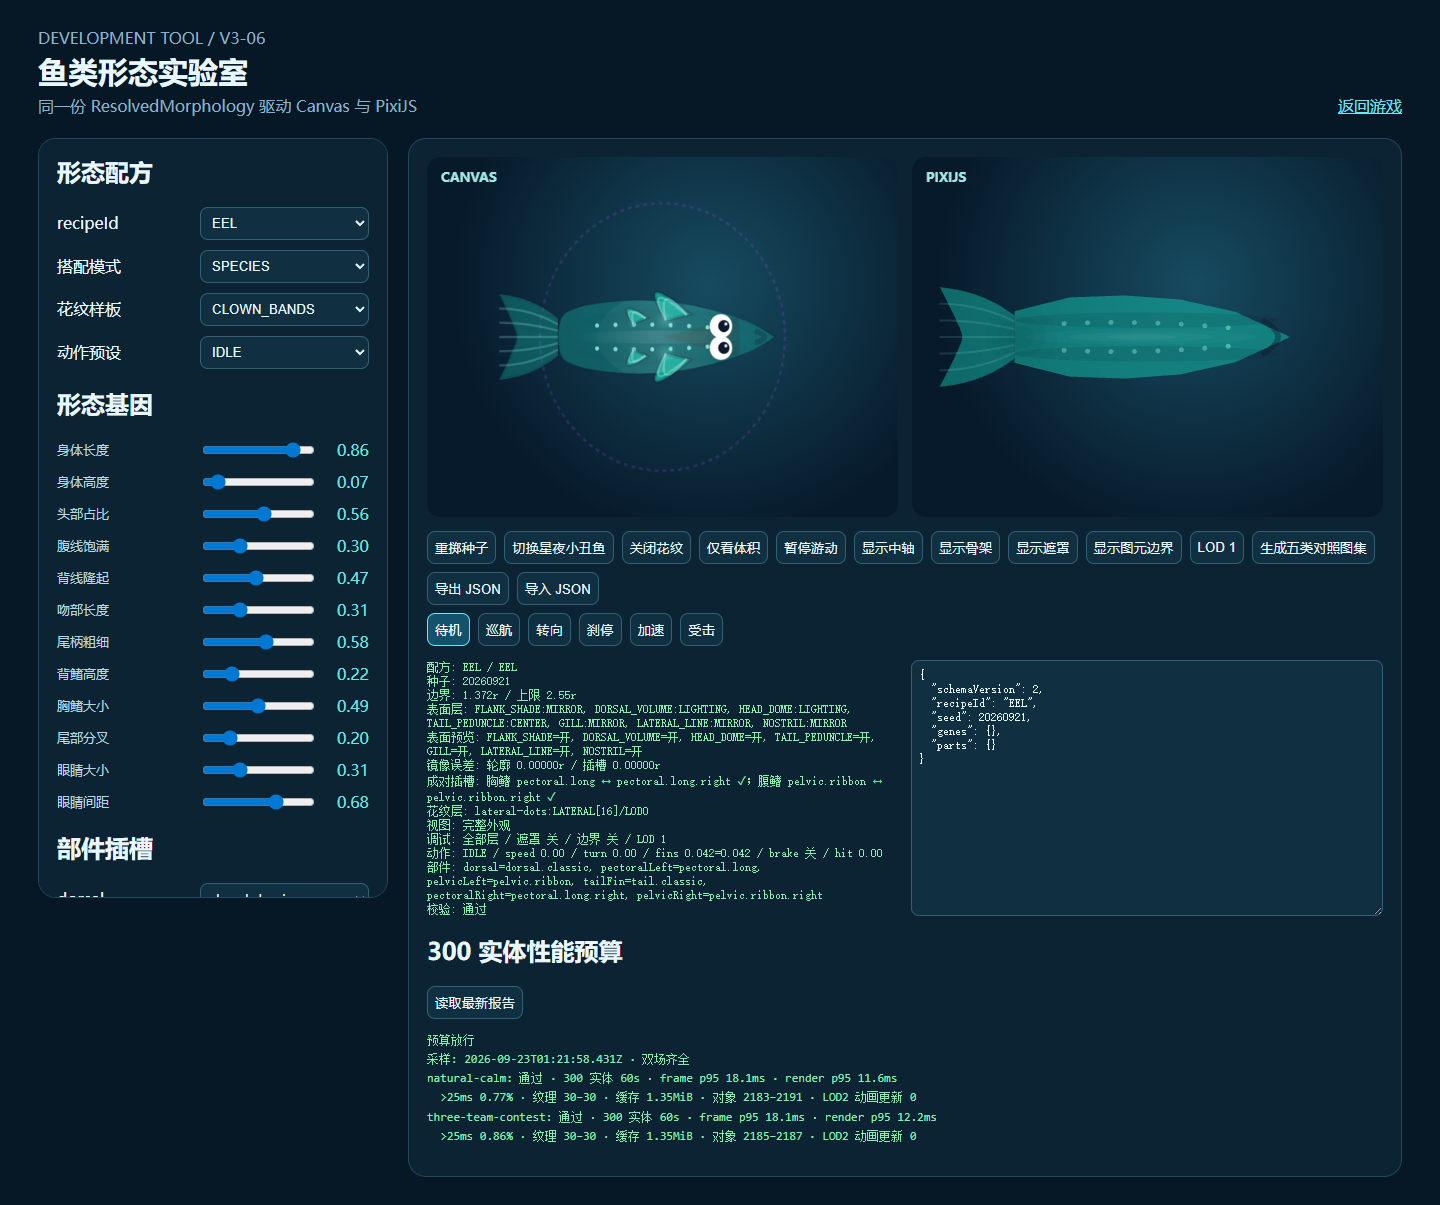 DEVELOPMENT TOOL / V3-06
鱼类形态实验室
同一份 ResolvedMorphology 驱动 Canvas 与 PixiJS
返回游戏
形态配方
recipeId
EEL
搭配模式
SPECIES
花纹样板
CLOWN_BANDS
动作预设
IDLE
形态基因
身体长度 0.86
身体高度 0.07
头部占比 0.56
腹线饱满 0.30
背线隆起 0.47
吻部长度 0.31
尾柄粗细 0.58
背鳍高度 0.22
胸鳍大小 0.49
尾部分叉 0.20
眼睛大小 0.31
眼睛间距 0.68
部件插槽
CANVAS
PIXIJS
重掷种子 切换星夜小丑鱼 关闭花纹 仅看体积 暂停游动 显示中轴 显示骨架 显示遮罩 显示图元边界 LOD 1 生成五类对照图集
导出 JSON 导入 JSON
待机 巡航 转向 刹停 加速 受击
配方: EEL / EEL
种子: 20260921
边界: 1.372r / 上限 2.55r
表面层: FLANK_SHADE:MIRROR, DORSAL_VOLUME:LIGHTING, HEAD_DOME:LIGHTING,
TAIL_PEDUNCLE:CENTER, GILL:MIRROR, LATERAL_LINE:MIRROR, NOSTRIL:MIRROR
表面预览: FLANK_SHADE=开, DORSAL_VOLUME=开, HEAD_DOME=开, TAIL_PEDUNCLE=开,
GILL=开, LATERAL_LINE=开, NOSTRIL=开
镜像误差: 轮廓 0.00000r / 插槽 0.00000r
成对插槽: 胸鳍 pectoral.long ↔ pectoral.long.right ✓; 腹鳍 pelvic.ribbon ↔
pelvic.ribbon.right ✓
花纹层: lateral-dots:LATERAL[16]/LOD0
视图: 完整外观
调试: 全部层 / 遮罩 关 / 边界 关 / LOD 1
动作: IDLE / speed 0.00 / turn 0.00 / fins 0.042=0.042 / brake 关 / hit 0.00
部件: dorsal=dorsal.classic, pectoralLeft=pectoral.long,
pelvicLeft=pelvic.ribbon, tailFin=tail.classic,
pectoralRight=pectoral.long.right, pelvicRight=pelvic.ribbon.right
校验: 通过
{
"schemaVersion": 2,
"recipeId": "EEL",
"seed": 20260921,
"genes": {},
"parts": {}
}
300 实体性能预算
读取最新报告
预算放行
采样: 2026-09-23T01:21:58.431Z · 双场齐全
natural-calm: 通过 · 300 实体 60s · frame p95 18.1ms · render p95 11.6ms
>25ms 0.77% · 纹理 30-30 · 缓存 1.35MiB · 对象 2183-2191 · LOD2 动画更新 0
three-team-contest: 通过 · 300 实体 60s · frame p95 18.1ms · render p95 12.2ms
>25ms 0.86% · 纹理 30-30 · 缓存 1.35MiB · 对象 2185-2187 · LOD2 动画更新 0